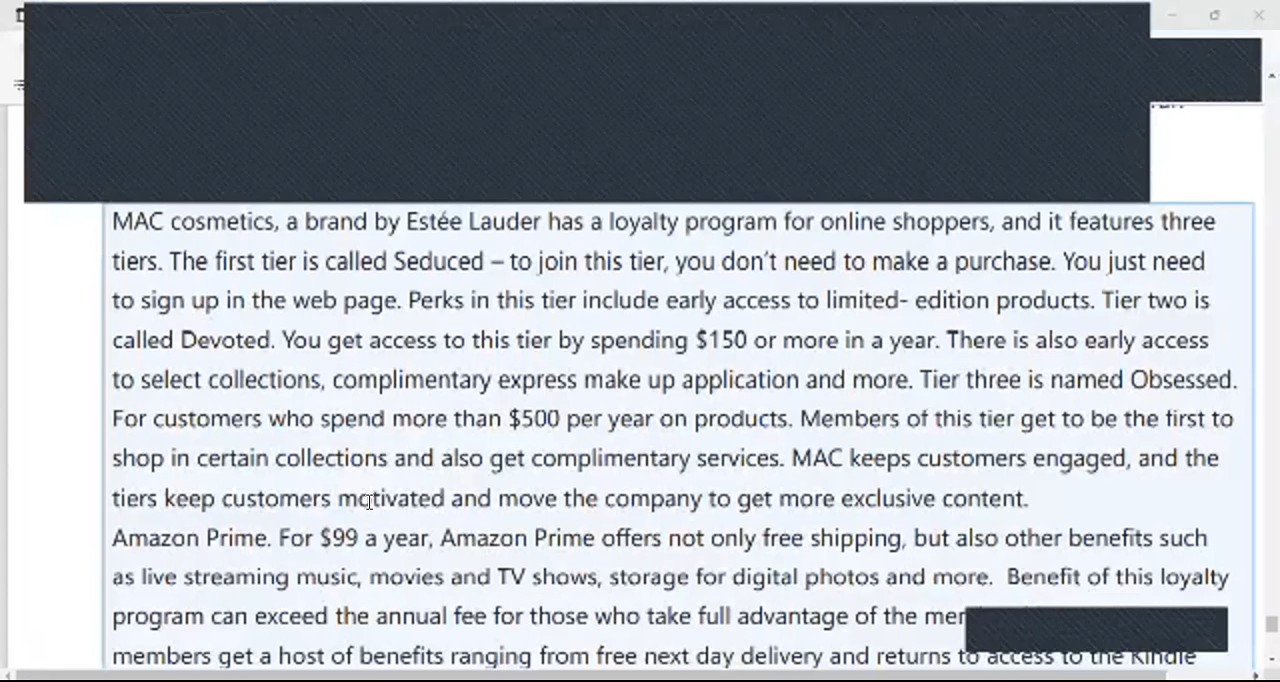 MAC cosmetics, a brand by Estée Lauder has a loyalty program for online shoppers, and it features three
tiers. The first tier is called Seduced – to join this tier, you don't need to make a purchase. You just need
to sign up in the web page. Perks in this tier include early access to limited- edition products. Tier two is
called Devoted. You get access to this tier by spending $150 or more in a year. There is also early access
to select collections, complimentary express make up application and more. Tier three is named Obsessed.
For customers who spend more than $500 per year on products. Members of this tier get to be the first to
shop in certain collections and also get complimentary services. MAC keeps customers engaged, and the
tiers keep customers motivated and move the company to get more exclusive content.
Amazon Prime. For $99 a year, Amazon Prime offers not only free shipping, but also other benefits such
as live streaming music, movies and TV shows, storage for digital photos and more. Benefit of this loyalty
program can exceed the annual fee for those who take full advantage of the
members get a host of benefits ranging from free next day delivery and returns to access to the Kindle